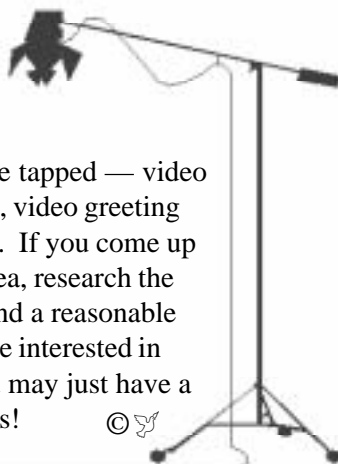 e tapped — video
, video greeting
. If you come up
ea, research the
nd a reasonable
e interested in
may just have a
s! ©